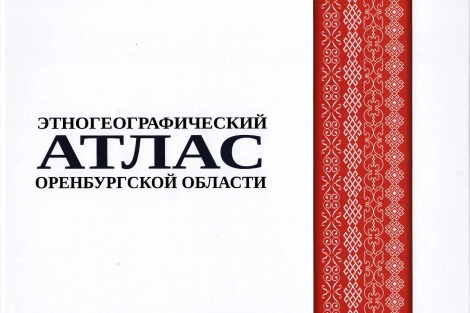 ЭТНОГЕОГРАФИЧЕСКИЙ
АТЛАС
ОРЕНБУРГСКОЙ ОБЛАСТИ